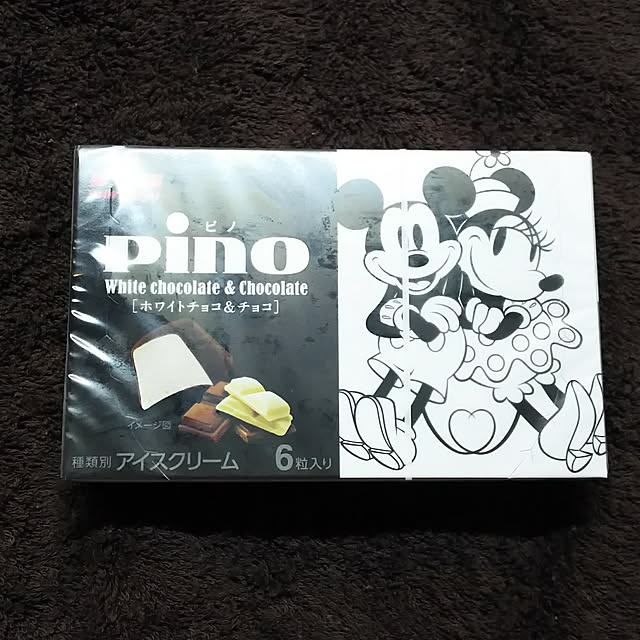 ピノ
Pino
White chocolate & Chocolate
[ホワイトチョコ&チョコ]
イメージ図
種類別 アイスクリーム 6粒入り